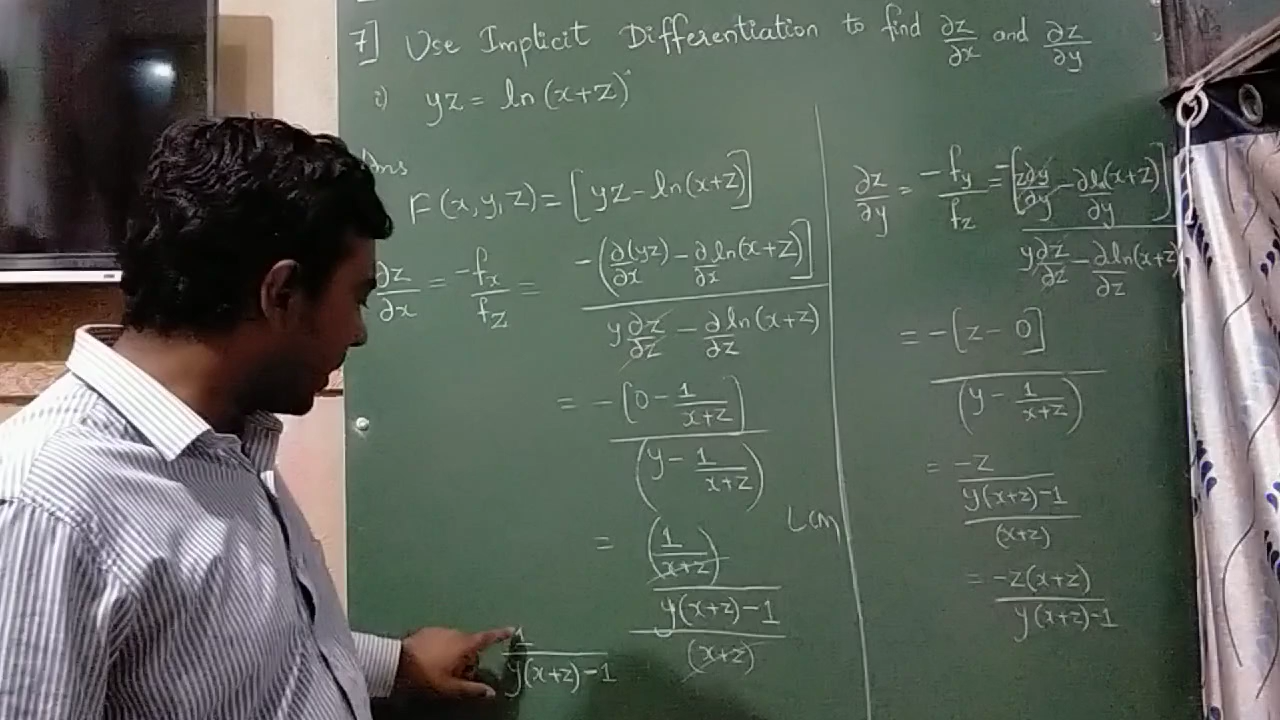 7] Use Implicit Differentiation to find ∂z/∂x and ∂z/∂y
i) yz = ln(x+z)
Ans
F(x,y,z) = [yz - ln(x+z)]
∂z/∂x = -fx/fz = -(∂(yz)/∂x - ∂ ln(x+z)/∂x)] / y ∂z/∂z - ∂ ln(x+z)/∂z
= -[0 - 1/(x+z)] / (y - 1/(x+z))
LCM
= (1/(x+z)) / y(x+z)-1 / (x+z)
1 / y(x+z)-1
∂z/∂y = -fy/fz = -[z∂y/∂y - ∂ln(x+z)/∂y] / y∂z/∂z - ∂ln(x+z)/∂z
= -[z - 0] / (y - 1/(x+z))
= -z / y(x+z)-1 / (x+z)
= -z(x+z) / y(x+z)-1